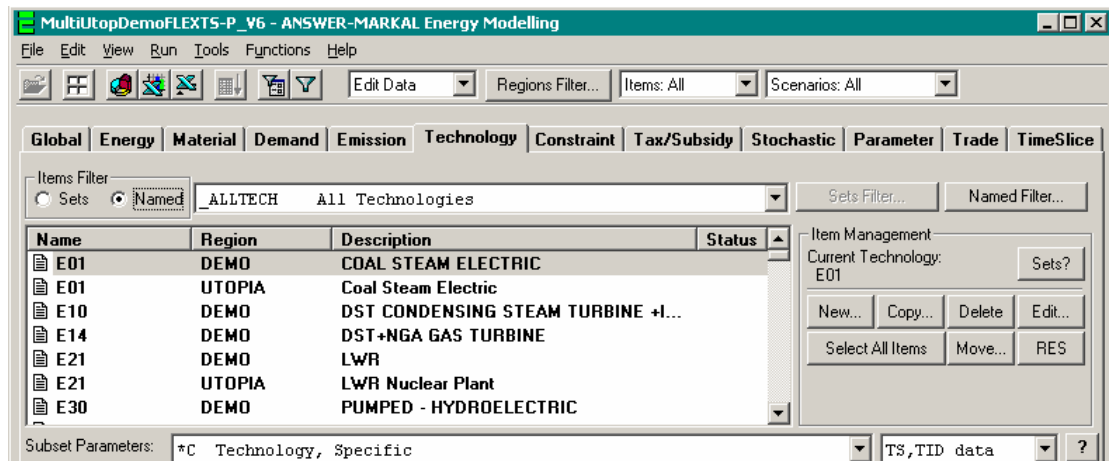 MultiUtopDemoFLEXTS-P_V6 - ANSWER-MARKAL Energy Modelling
File Edit View Run Tools Functions Help
Edit Data Regions Filter... Items: All Scenarios: All
Global Energy Material Demand Emission Technology Constraint Tax/Subsidy Stochastic Parameter Trade TimeSlice
Items Filter
Sets Named _ALLTECH All Technologies Sets Filter... Named Filter...
Name Region Description Status
E01 DEMO COAL STEAM ELECTRIC
E01 UTOPIA Coal Steam Electric
E10 DEMO DST CONDENSING STEAM TURBINE +I...
E14 DEMO DST+NGA GAS TURBINE
E21 DEMO LWR
E21 UTOPIA LWR Nuclear Plant
E30 DEMO PUMPED - HYDROELECTRIC
Item Management
Current Technology:
E01
Sets?
New... Copy... Delete Edit...
Select All Items Move... RES
Subset Parameters: *C Technology, Specific TS,TID data ?